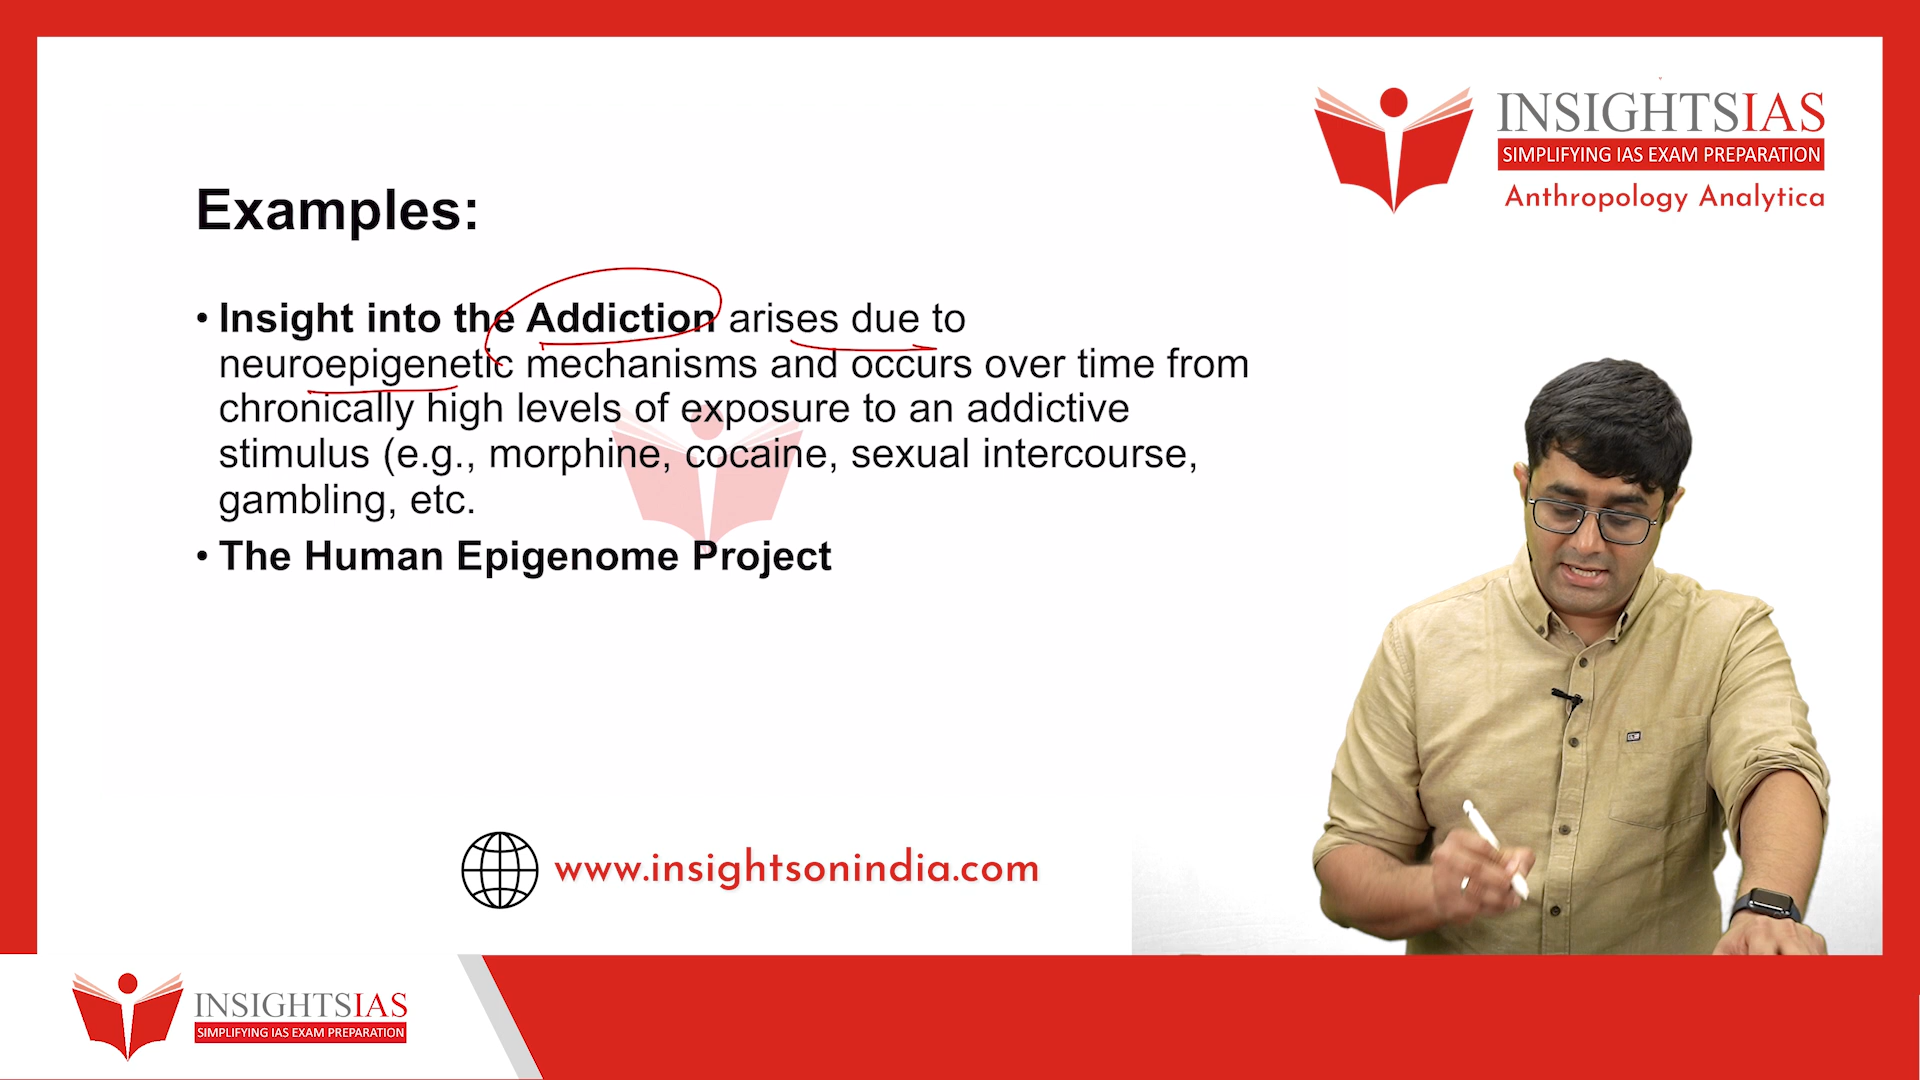 INSIGHTSIAS
SIMPLIFYING IAS EXAM PREPARATION
Anthropology Analytica
Examples:
• Insight into the Addiction arises due to
neuroepigenetic mechanisms and occurs over time from
chronically high levels of exposure to an addictive
stimulus (e.g., morphine, cocaine, sexual intercourse,
gambling, etc.
• The Human Epigenome Project
www.insightsonindia.com
INSIGHTSIAS
SIMPLIFYING IAS EXAM PREPARATION